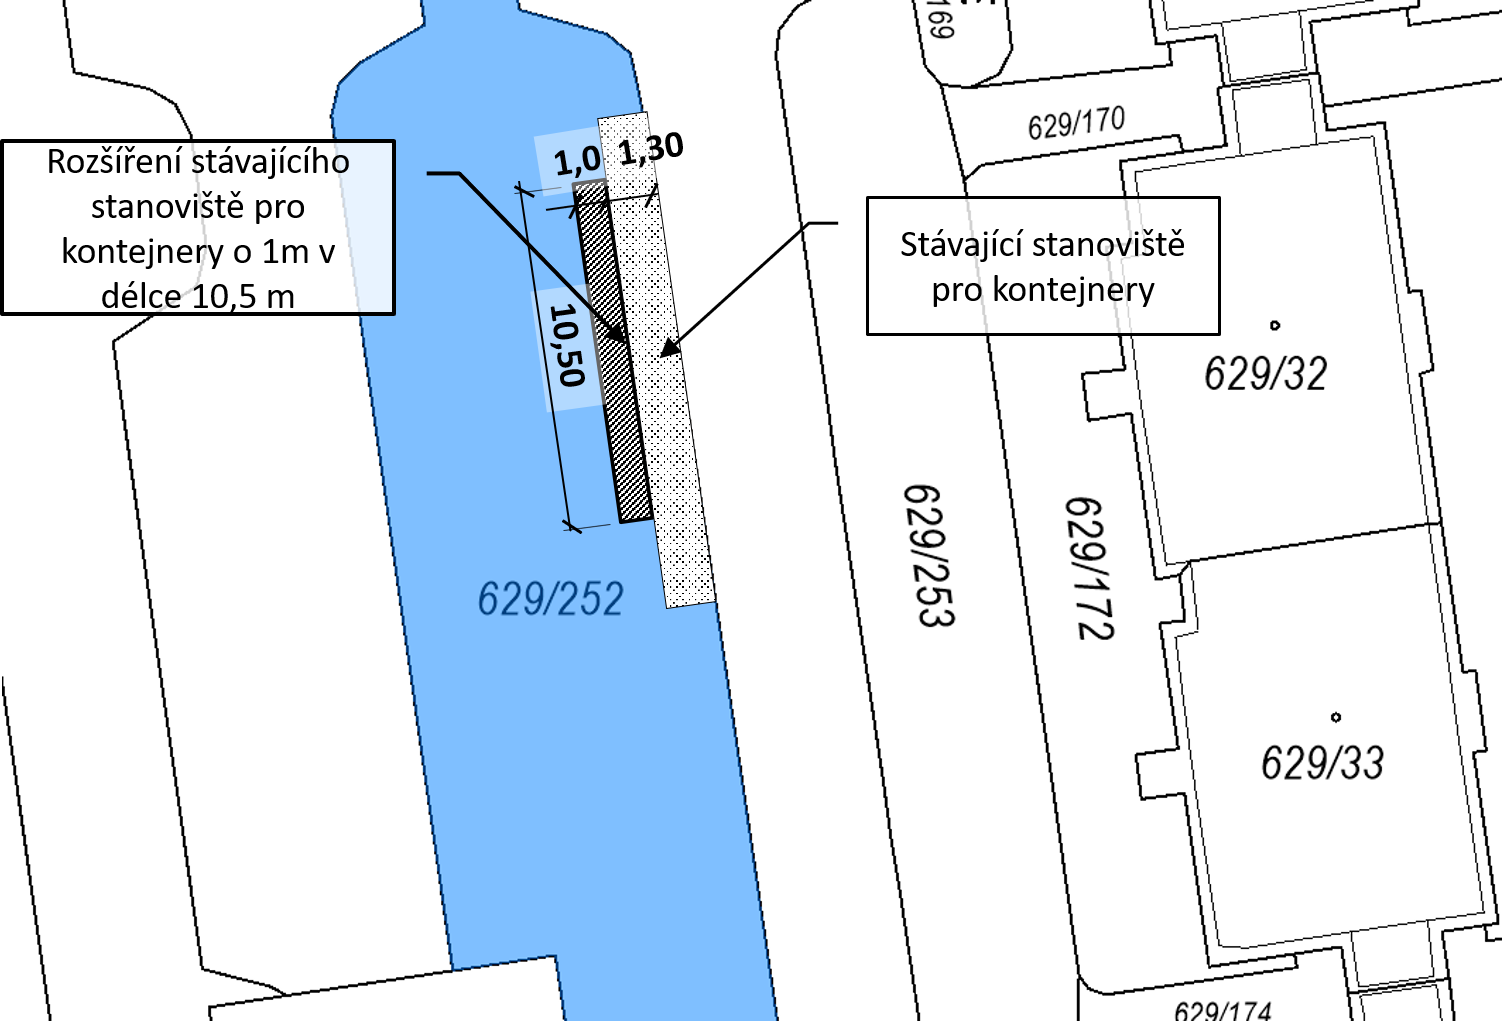 169
629/170
Rozšíření stávajícího
stanoviště pro
kontejnery o 1m v
délce 10,5 m
1,0
1,30
Stávající stanoviště
pro kontejnery
10,50
629/32
629/252
629/253
629/172
629/33
629/174